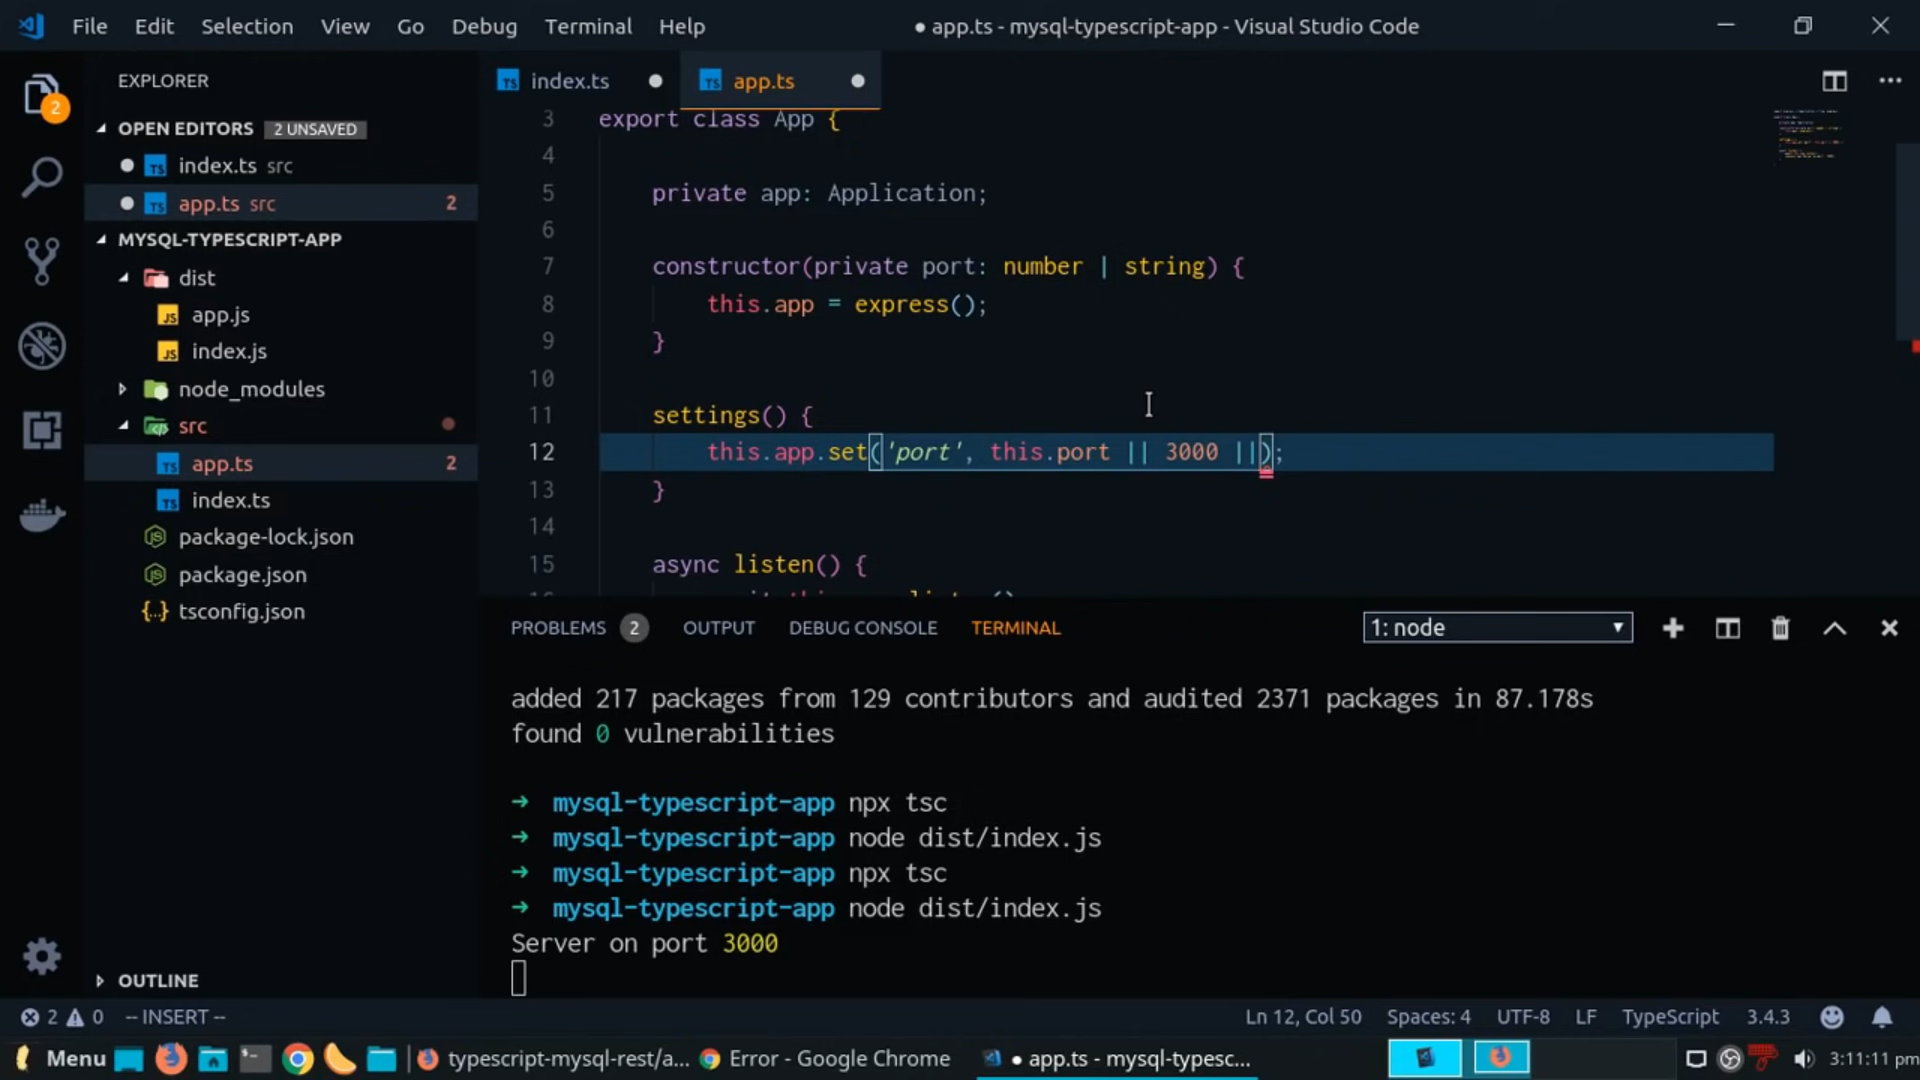 File Edit Selection View Go Debug Terminal Help
● app.ts - mysql-typescript-app - Visual Studio Code
EXPLORER
OPEN EDITORS 2 UNSAVED
index.ts src
app.ts src 2
MYSQL-TYPESCRIPT-APP
dist
app.js
index.js
node_modules
src
app.ts 2
index.ts
package-lock.json
package.json
tsconfig.json
OUTLINE
2
index.ts
app.ts
3 export class App {
4
5 private app: Application;
6
7 constructor(private port: number | string) {
8 this.app = express();
9 }
10
11 settings() {
12 this.app.set('port', this.port || 3000 ||);
13 }
14
15 async listen() {
PROBLEMS 2 OUTPUT DEBUG CONSOLE TERMINAL 1: node
added 217 packages from 129 contributors and audited 2371 packages in 87.178s
found 0 vulnerabilities
➜ mysql-typescript-app npx tsc
➜ mysql-typescript-app node dist/index.js
➜ mysql-typescript-app npx tsc
➜ mysql-typescript-app node dist/index.js
Server on port 3000
2 0 -- INSERT -- Ln 12, Col 50 Spaces: 4 UTF-8 LF TypeScript 3.4.3
Menu typescript-mysql-rest/a... Error - Google Chrome ● app.ts - mysql-typesc... 3:11:11 pm